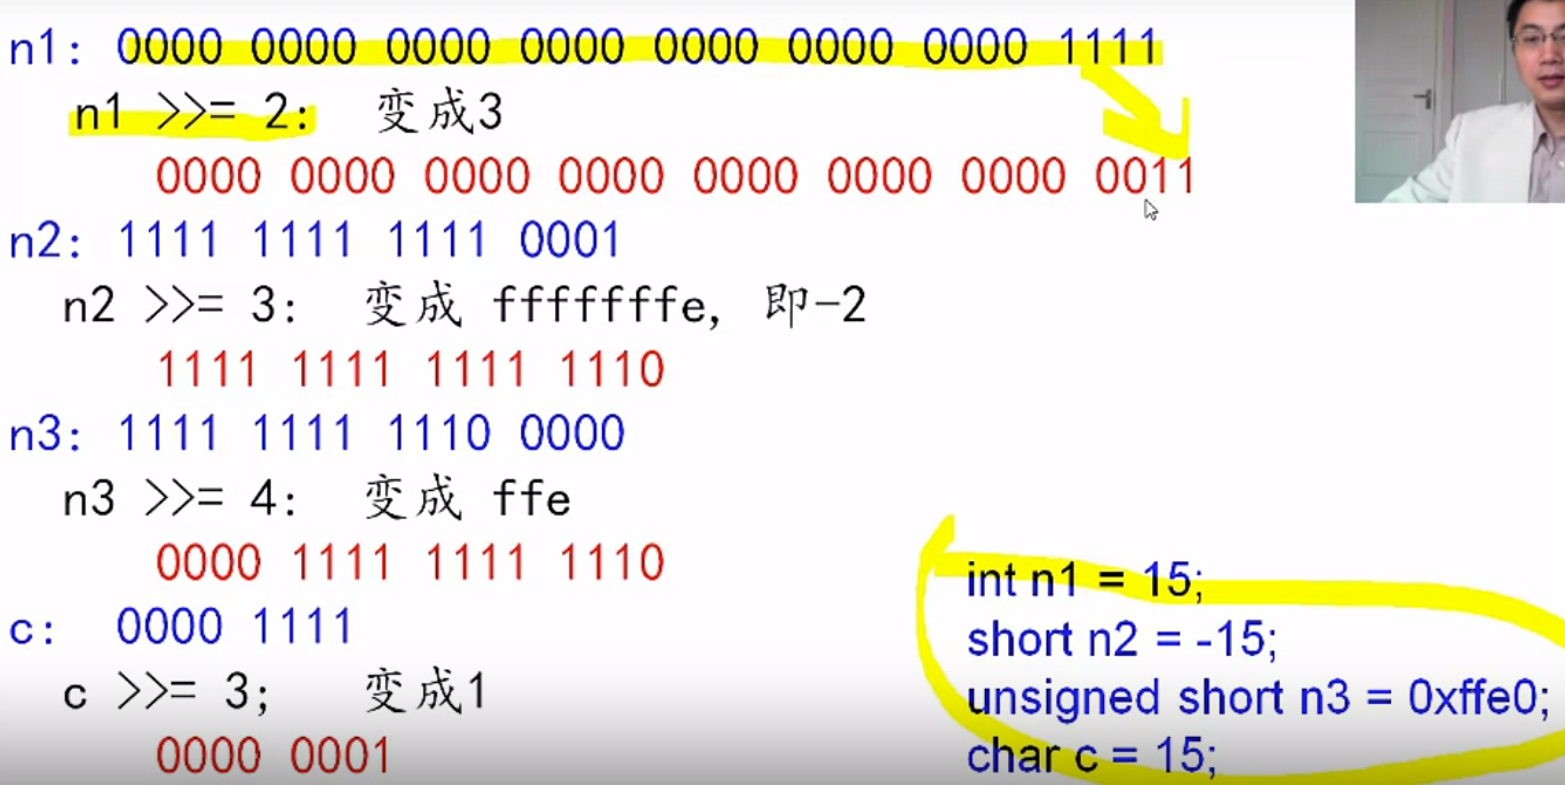 n1: 0000 0000 0000 0000 0000 0000 0000 1111
n1 >>= 2: 变成3
0000 0000 0000 0000 0000 0000 0000 0011
n2: 1111 1111 1111 0001
n2 >>= 3: 变成 fffffffe, 即-2
1111 1111 1111 1110
n3: 1111 1111 1110 0000
n3 >>= 4: 变成 ffe
0000 1111 1111 1110
c: 0000 1111
c >>= 3; 变成1
0000 0001
int n1 = 15;
short n2 = -15;
unsigned short n3 = 0xffe0;
char c = 15;